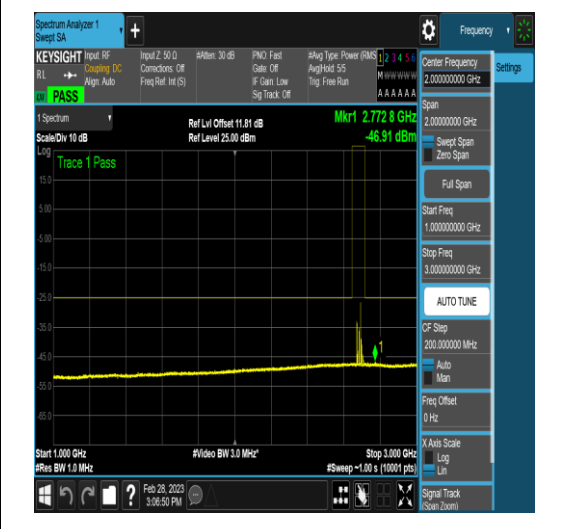 Spectrum Analyzer 1
Swept SA
+
Frequency
KEYSIGHT
RL
PASS
Input: RF
Coupling: DC
Align: Auto
Input Z: 50 Ω
Corrections: Off
Freq Ref: Int (S)
#Atten: 30 dB
PNO: Fast
Gate: Off
IF Gain: Low
Sig Track: Off
#Avg Type: Power (RMS
Avg|Hold: 5/5
Trig: Free Run
1 2 3 4 5 6
M W W W W W
A A A A A A
1 Spectrum
Scale/Div 10 dB
Ref Lvl Offset 11.81 dB
Ref Level 25.00 dBm
Mkr1 2.772 8 GHz
-46.91 dBm
Log
Trace 1 Pass
15.0
5.00
-5.00
-15.0
-25.0
-35.0
-45.0
-55.0
-65.0
1
Start 1.000 GHz
#Res BW 1.0 MHz
#Video BW 3.0 MHz*
Stop 3.000 GHz
#Sweep ~1.00 s (10001 pts)
?
Feb 28, 2023
3:06:50 PM
Center Frequency
2.000000000 GHz
Span
2.00000000 GHz
Swept Span
Zero Span
Full Span
Start Freq
1.000000000 GHz
Stop Freq
3.000000000 GHz
AUTO TUNE
CF Step
200.000000 MHz
Auto
Man
Freq Offset
0 Hz
X Axis Scale
Log
Lin
Signal Track
(Span Zoom)
Settings